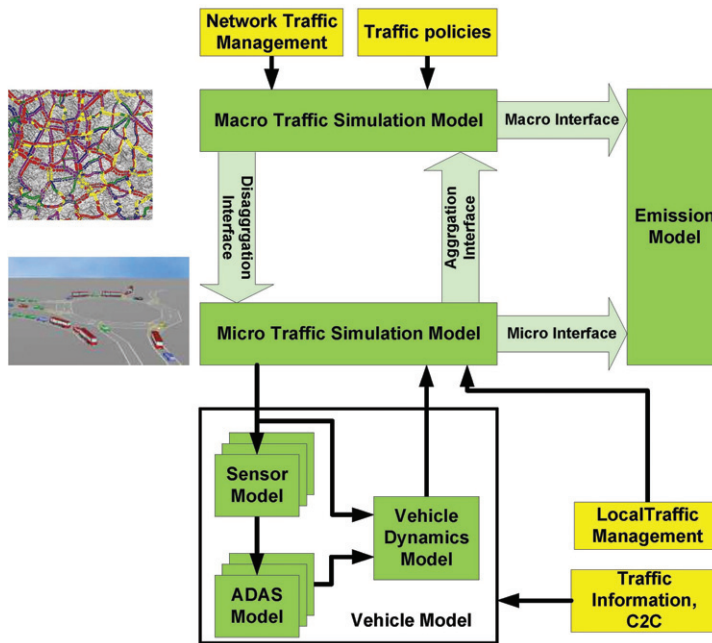 Network Traffic
Management
Traffic policies
Macro Traffic Simulation Model
Macro Interface
Disaggrgation
Interface
Aggrgation
Interface
Emission
Model
Micro Traffic Simulation Model
Micro Interface
Sensor
Model
Vehicle
Dynamics
Model
ADAS
Model
Vehicle Model
LocalTraffic
Management
Traffic
Information,
C2C